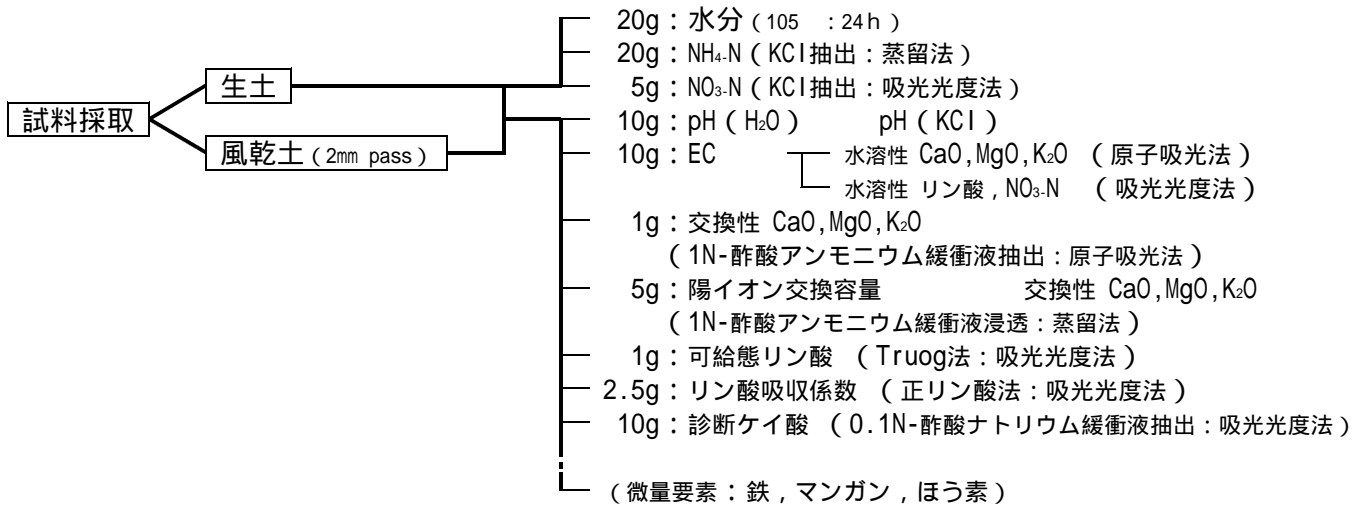 試料採取
生土
風乾土（2mm pass）
20g：水分（105　：24h）
20g：NH₄-N（KCl抽出：蒸留法）
5g：NO₃-N（KCl抽出：吸光光度法）
10g：pH（H₂O）　pH（KCl）
10g：EC　水溶性 CaO,MgO,K₂O （原子吸光法）
水溶性 リン酸，NO₃-N （吸光光度法）
1g：交換性 CaO,MgO,K₂O
（1N-酢酸アンモニウム緩衝液抽出：原子吸光法）
5g：陽イオン交換容量　交換性 CaO,MgO,K₂O
（1N-酢酸アンモニウム緩衝液浸透：蒸留法）
1g：可給態リン酸 （Truog法：吸光光度法）
2.5g：リン酸吸収係数 （正リン酸法：吸光光度法）
10g：診断ケイ酸 （0.1N-酢酸ナトリウム緩衝液抽出：吸光光度法）
（微量要素：鉄，マンガン，ほう素）